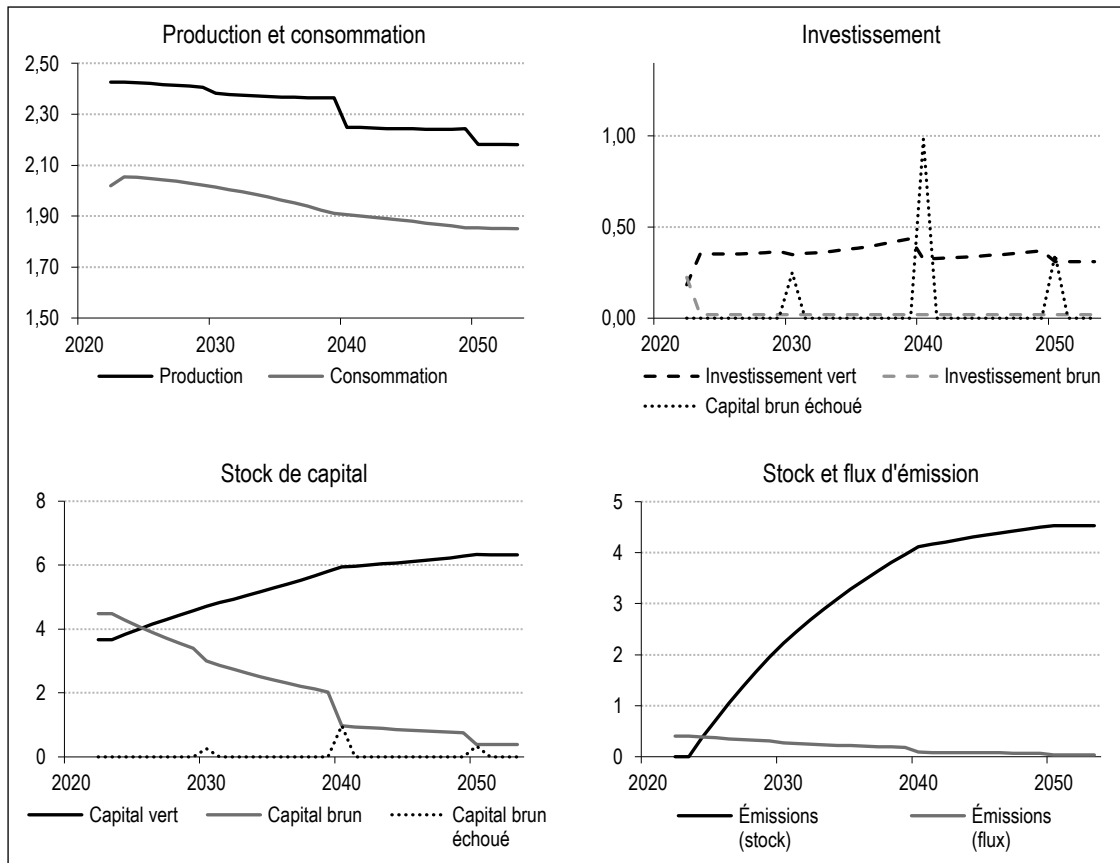 Production et consommation
2,50
2,30
2,10
1,90
1,70
1,50
2020
2030
2040
2050
Production
Consommation
Investissement
1,00
0,50
0,00
2020
2030
2040
2050
Investissement vert
Investissement brun
Capital brun échoué
Stock de capital
8
6
4
2
0
2020
2030
2040
2050
Capital vert
Capital brun
Capital brun
échoué
Stock et flux d'émission
5
4
3
2
1
0
2020
2030
2040
2050
Émissions
(stock)
Émissions
(flux)